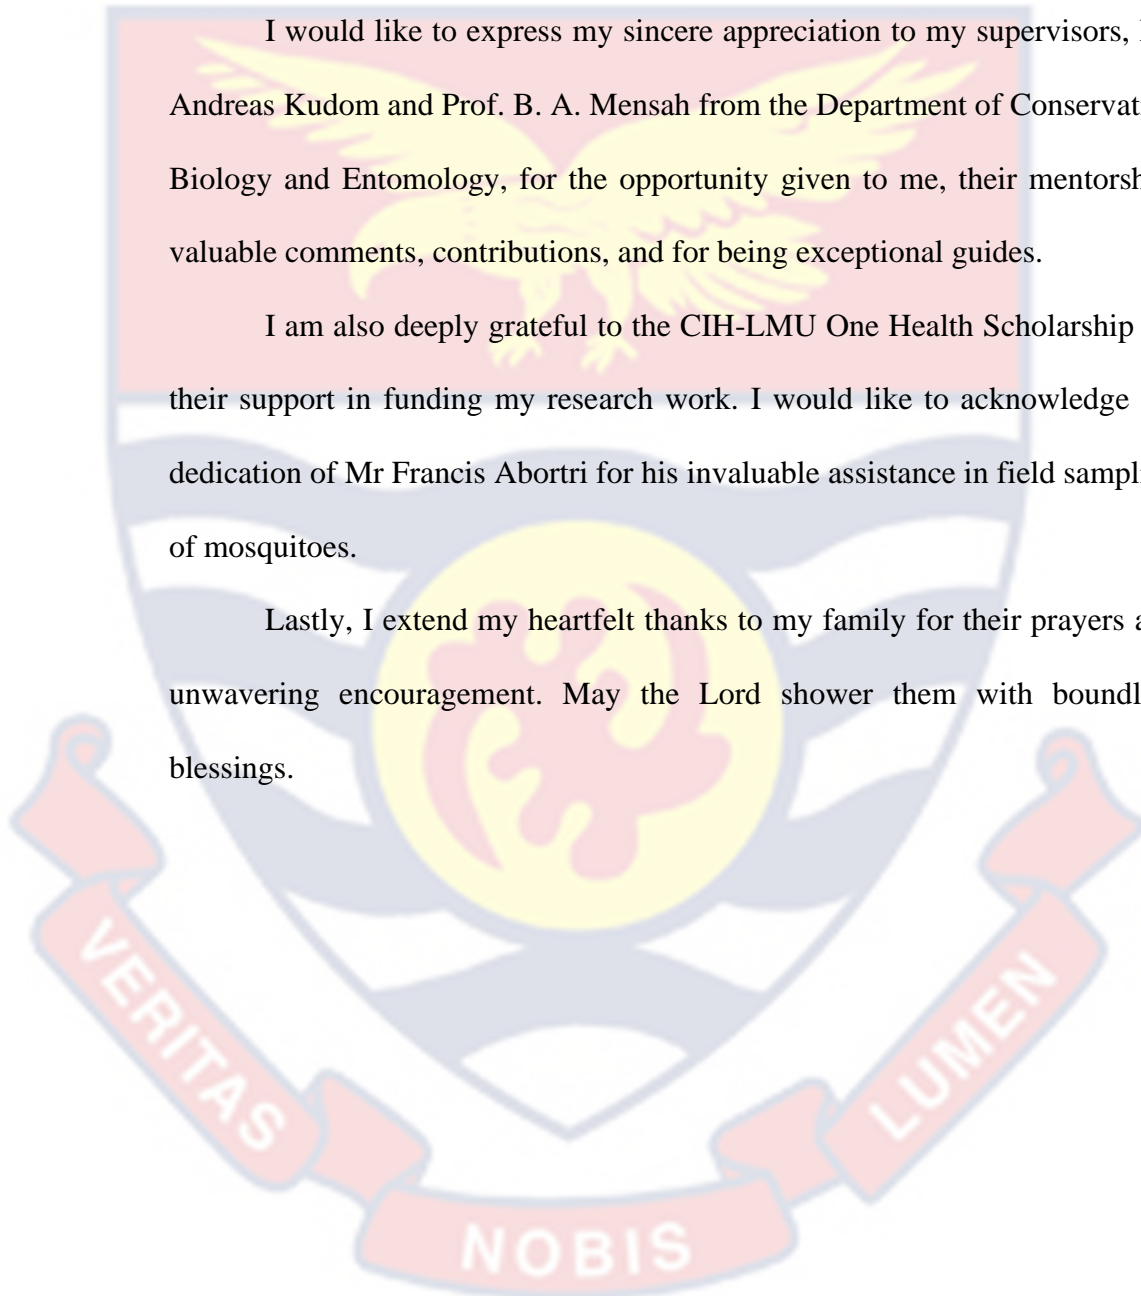 I would like to express my sincere appreciation to my supervisors,
Andreas Kudom and Prof. B. A. Mensah from the Department of
Biology and Entomology, for the opportunity given to me, their
valuable comments, contributions, and for being exceptional guides.
I am also deeply grateful to the CIH-LMU One Health Scholarship
their support in funding my research work. I would like to acknowledge
dedication of Mr Francis Abortri for his invaluable assistance in field
of mosquitoes.
Lastly, I extend my heartfelt thanks to my family for their prayers
unwavering encouragement. May the Lord shower them with
blessings.
VERITAS
NOBIS
LUMEN